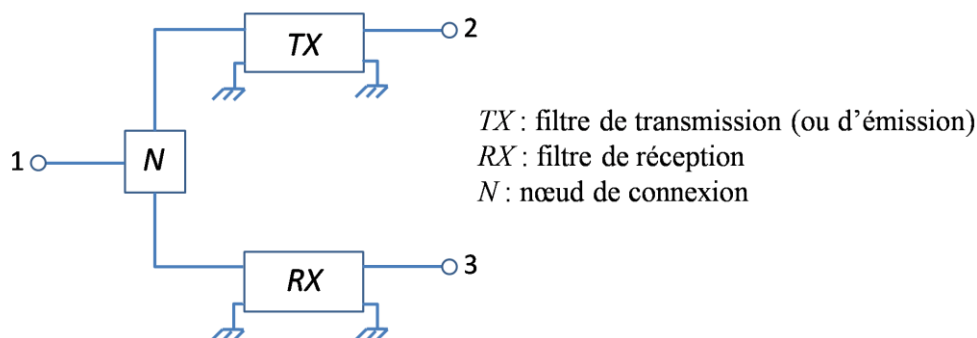 TX
2
1
N
RX
3
TX : filtre de transmission (ou d’émission)
RX : filtre de réception
N : nœud de connexion